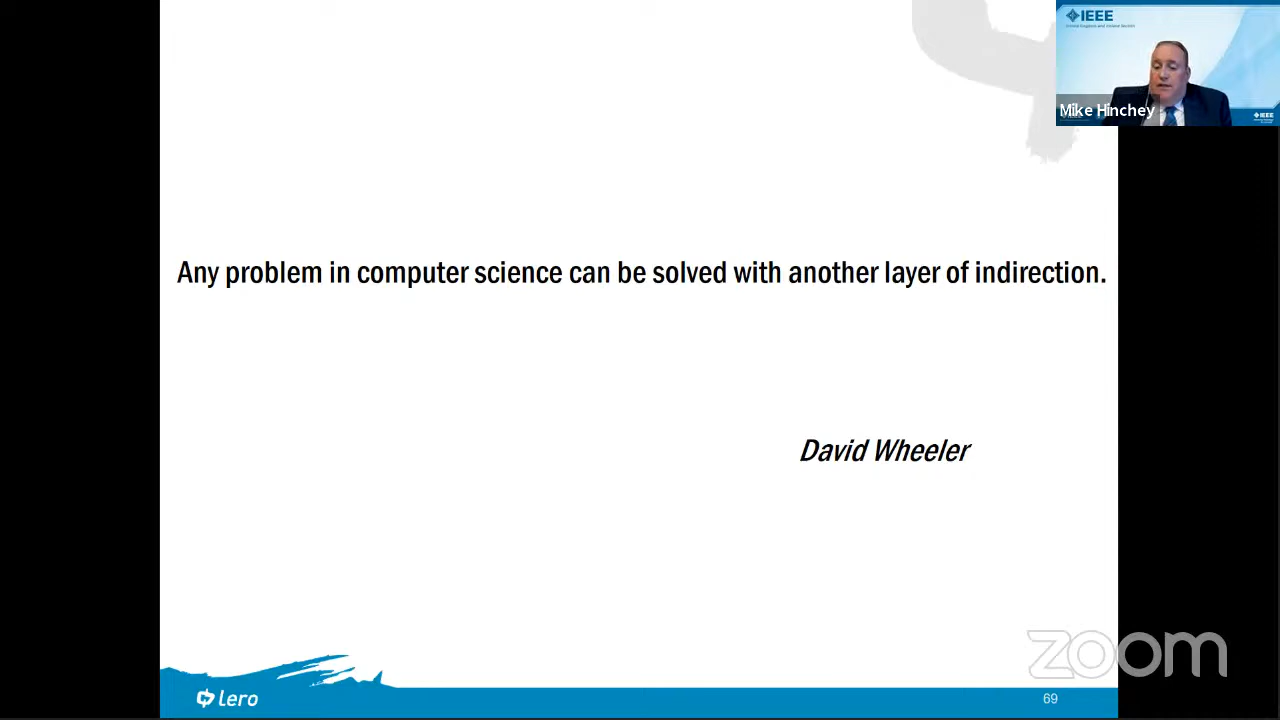 IEEE
Mike Hinchey
IEEE
Any problem in computer science can be solved with another layer of indirection.
David Wheeler
zoom
lero
69